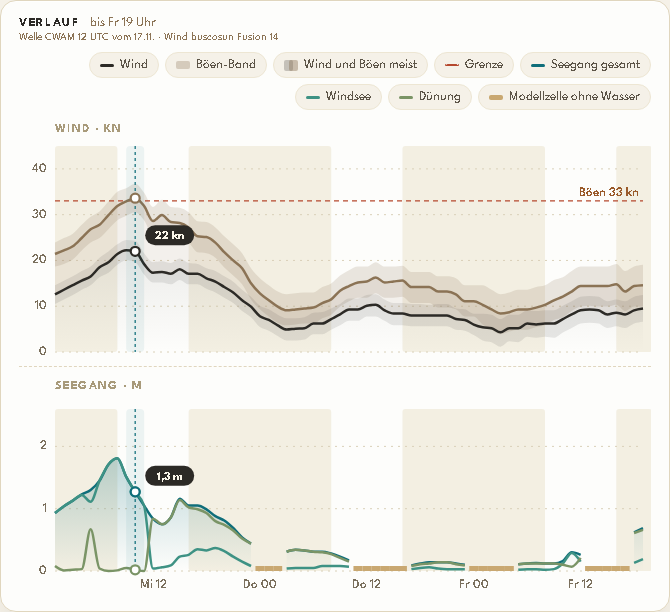 VERLAUF bis Fr 19 Uhr
Welle CWAM 12 UTC vom 17.11. · Wind buscosun Fusion 14
Wind Böen-Band Wind und Böen meist Grenze Seegang gesamt
Windsee Dünung Modellzelle ohne Wasser
WIND · KN
40
Böen 33 kn
30
22 kn
20
10
0
SEEGANG · M
2
1,3 m
1
0
Mi 12 Do 00 Do 12 Fr 00 Fr 12